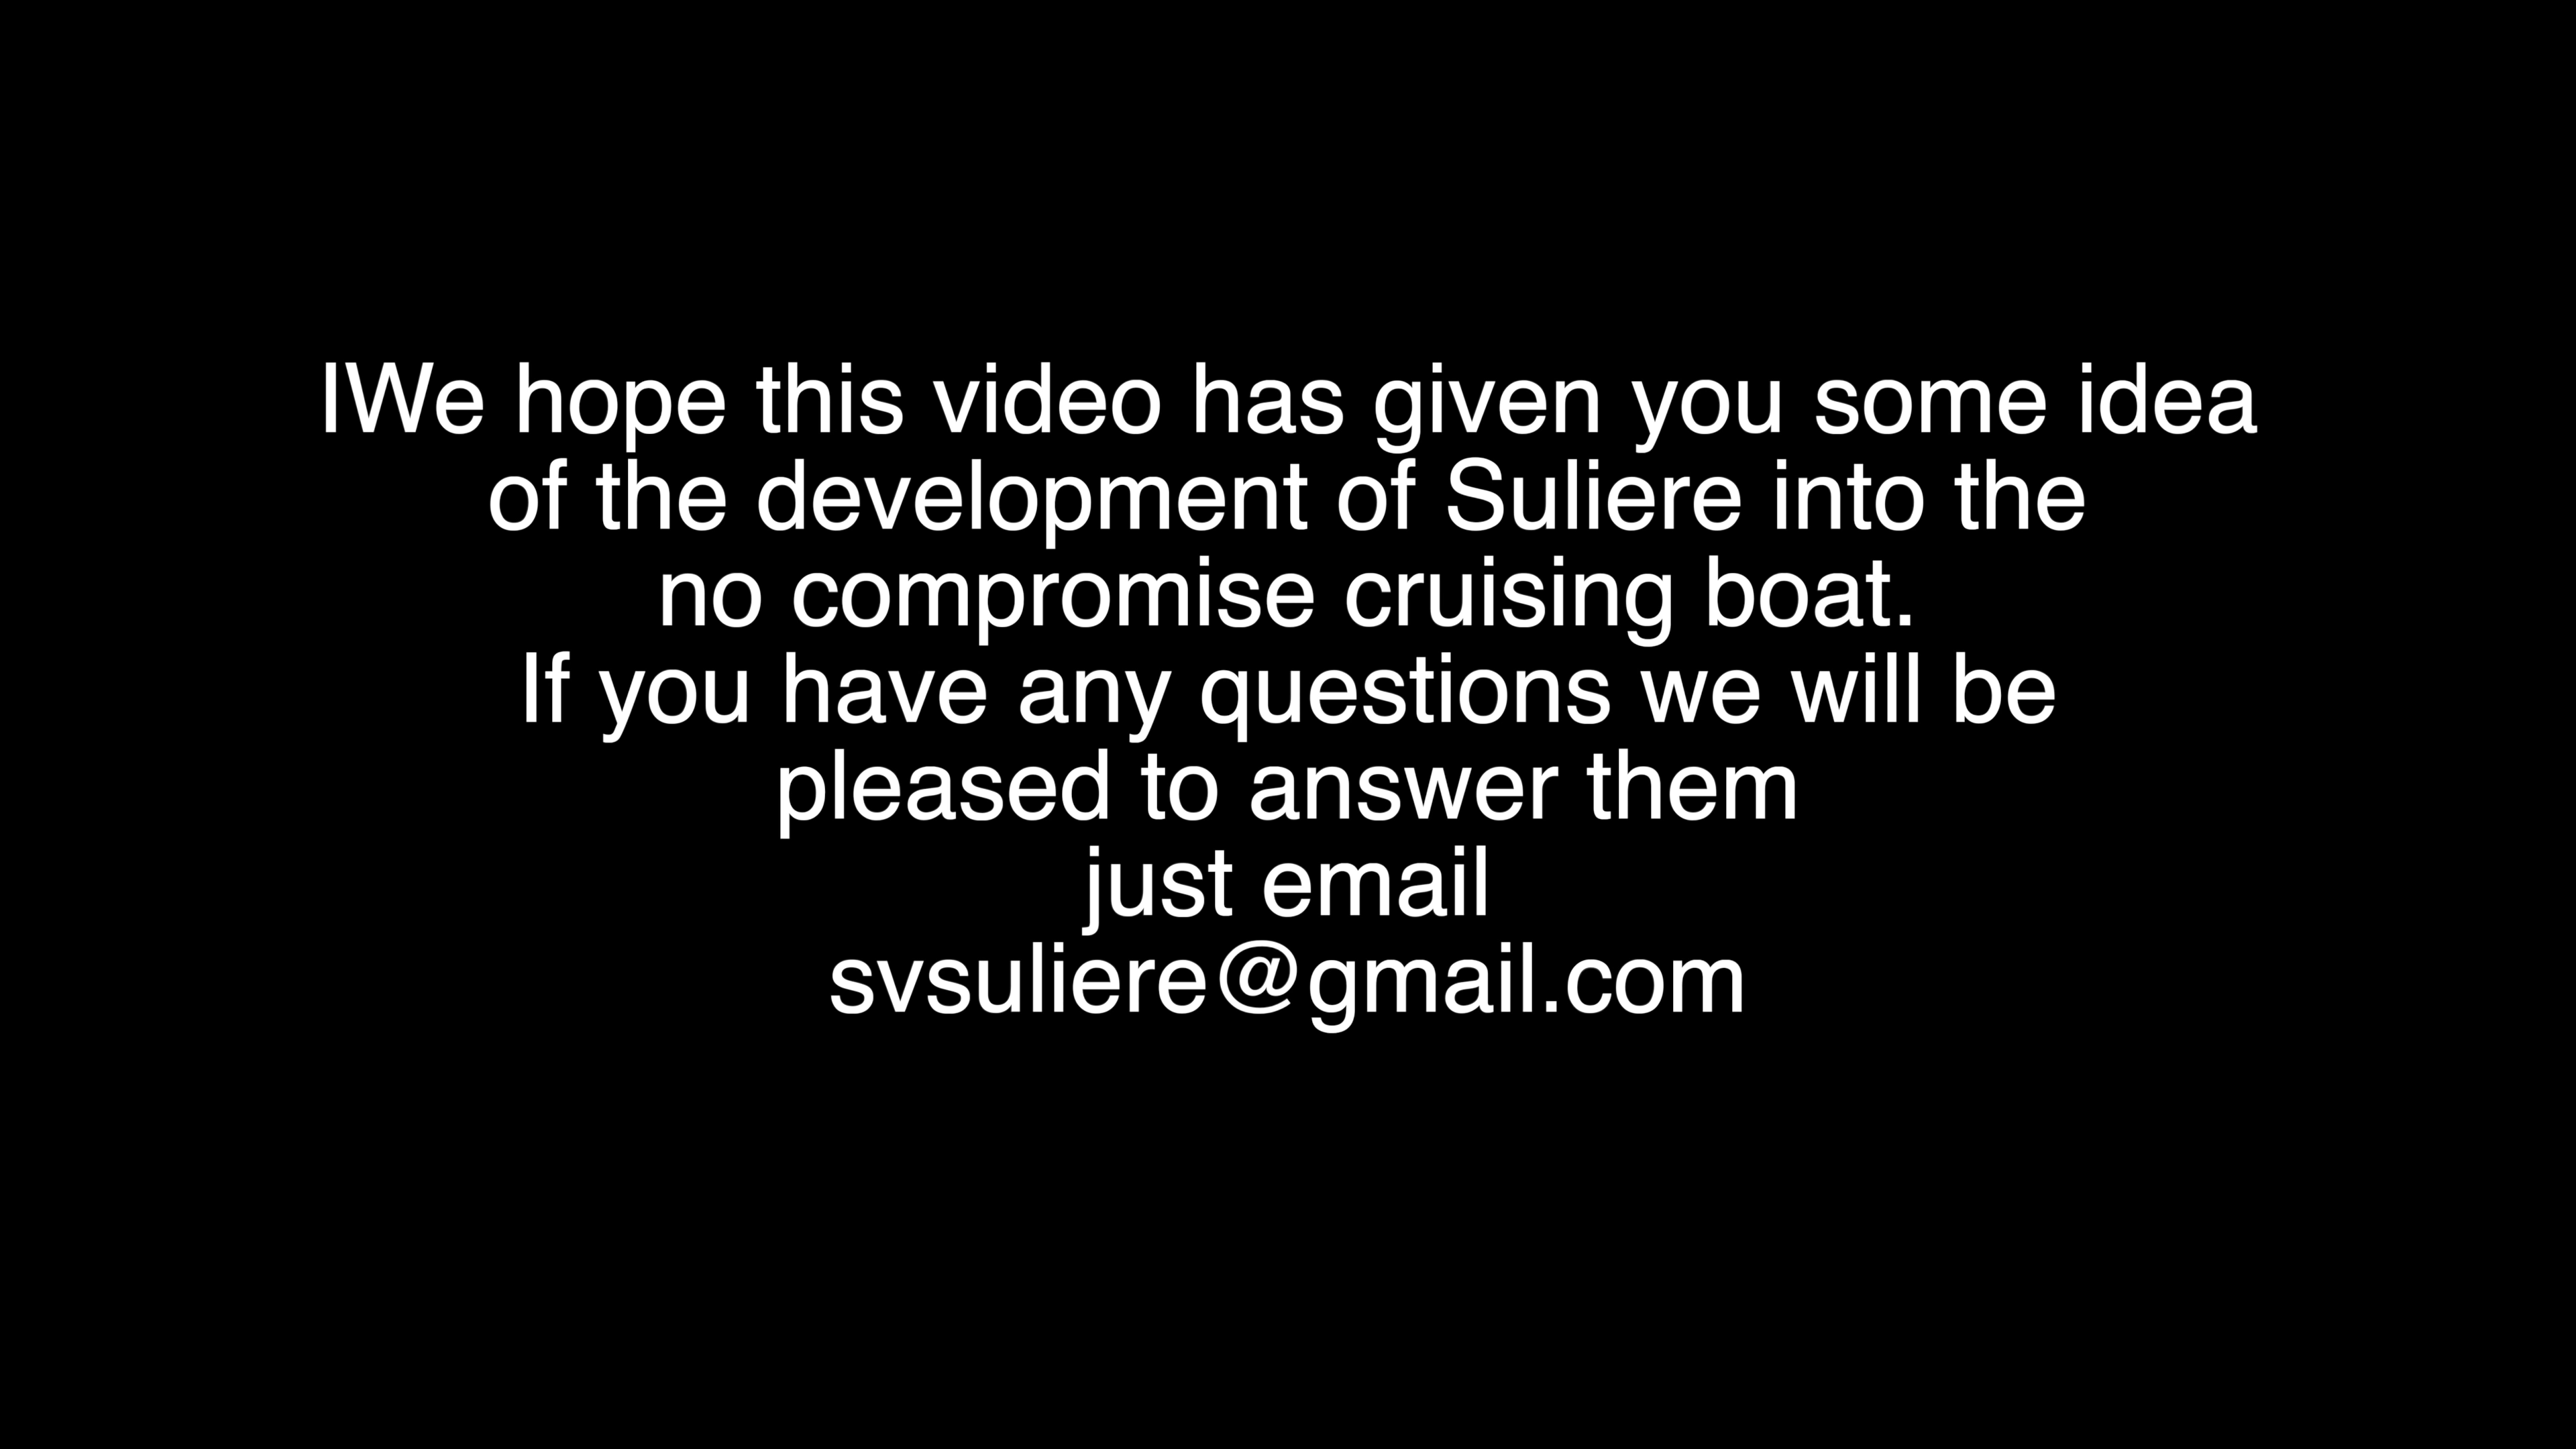 IWe hope this video has given you some idea
of the development of Suliere into the
no compromise cruising boat.
If you have any questions we will be
pleased to answer them
just email
svsuliere@gmail.com